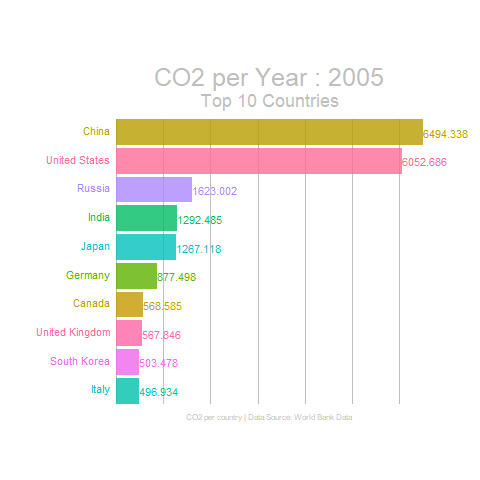 CO2 per Year : 2005
Top 10 Countries
China 6494.338
United States 6052.686
Russia 1623.002
India 1292.485
Japan 1267.118
Germany 877.498
Canada 568.585
United Kingdom 567.846
South Korea 503.478
Italy 496.934
CO2 per country | Data Source: World Bank Data